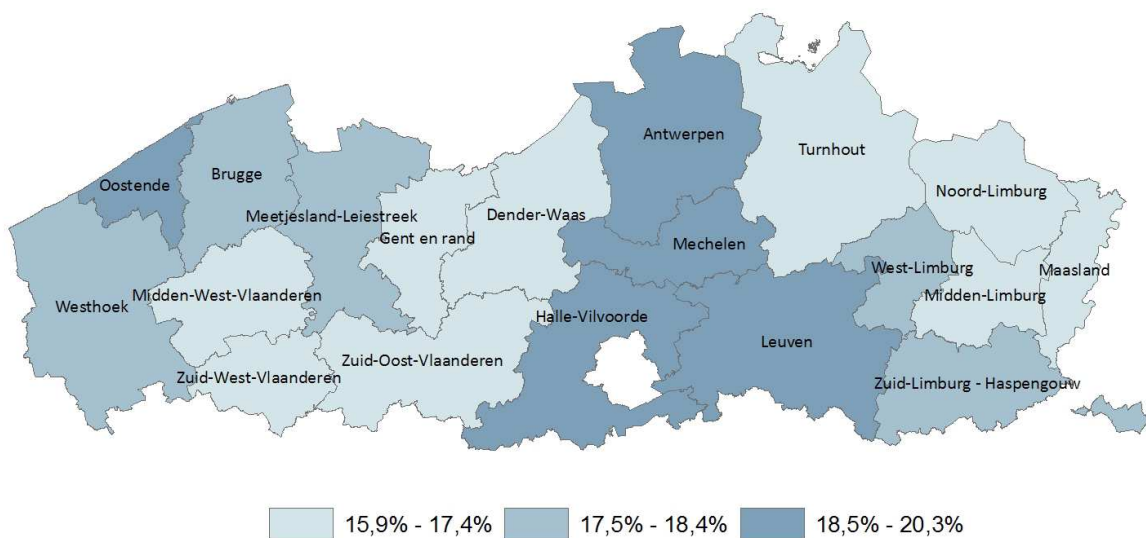 Antwerpen
Turnhout
Oostende
Brugge
Noord-Limburg
Meetjesland-Leiestreek
Dender-Waas
Gent en rand
Mechelen
West-Limburg
Maasland
Midden-West-Vlaanderen
Midden-Limburg
Westhoek
Halle-Vilvoorde
Leuven
Zuid-Oost-Vlaanderen
Zuid-West-Vlaanderen
Zuid-Limburg - Haspengouw
15,9% - 17,4%
17,5% - 18,4%
18,5% - 20,3%